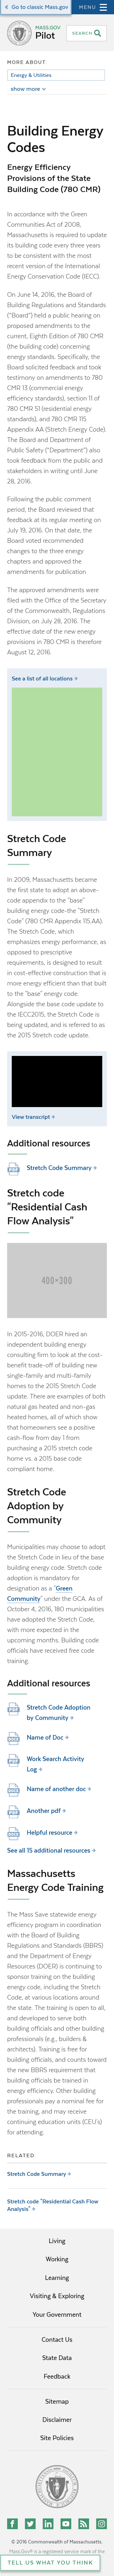 Go to classic Mass.gov
MENU
MASS.GOV
Pilot
SEARCH
MORE ABOUT
Energy & Utilities
show more
Building Energy
Codes
Energy Efficiency
Provisions of the State
Building Code (780 CMR)
In accordance with the Green
Communities Act of 2008,
Massachusetts is required to update
its building code every three years to
be consistent with the most recent
version of the International Energy
Conservation Code (IECC).
On June 14, 2016, the Board of
Building Regulations and Standards
("Board") held a public hearing on
proposed amendments to the
current, Eighth Edition of 780 CMR
(the building code) concerning
energy standards. Specifically, the
Board solicited feedback and took
testimony on amendments to 780
CMR 13 (commercial energy
efficiency standards), section 11 of
780 CMR 51 (residential energy
standards), and 780 CMR 115
Appendix AA (Stretch Energy Code).
The Board and Department of
Public Safety ("Department") also
took feedback from the public and
stakeholders in writing until June
28, 2016.
Following the public comment
period, the Board reviewed that
feedback at its regular meeting on
July 19, 2016. On that date, the
Board voted to recommend
changes to the three energy
chapters and approved the
amendment for final publication
The approved amendments were
filed with the Office of the Secretary
of the Commonwealth, Regulations
Division, on July 28, 2016. The
effective date of the new energy
provisions in 780 CMR is therefore
August 12, 2016.
See a list of all locations
Stretch Code
Summary
In 2009, Massachusetts became
the first state to adopt an above-
code appendix to the "base"
building energy code the "Stretch
Code" (780 CMR Appendix 115.AA).
The Stretch Code, which
emphasizes energy performance, as
opposed to prescriptive
requirements, is designed to result
in cost-effective construction that
is more energy efficient than that
built to the "base" energy code.
Alongside the base code update to
the IECC2015, the Stretch Code is
being updated, and is referred to as
the 2015 Stretch Code update.
View transcript
Additional resources
Stretch Code Summary
Stretch code
"Residential Cash
Flow Analysis"
400×300
In 2015-2016, DOER hired an
independent building energy
consulting firm to look at the cost-
benefit trade-off of building new
single-family and multi-family
homes to the 2015 Stretch Code
update. There are examples of both
natural gas heated and non-gas
heated homes, all of which show
that homeowners see a positive
cash-flow from day 1 from
purchasing a 2015 stretch code
home vs. a 2015 base code
compliant home.
Stretch Code
Adoption by
Community
Municipalities may choose to adopt
the Stretch Code in lieu of the base
building energy code. Stretch code
adoption is mandatory for
designation as a "Green
Community" under the GCA. As of
October 4, 2016, 180 municipalities
have adopted the Stretch Code,
with more expected in the
upcoming months. Building code
officials have received free code
training.
Additional resources
Stretch Code Adoption
by Community
Name of Doc
Work Search Activity
Log
Name of another doc
Another pdf
Helpful resource
See all 15 additional resources
Massachusetts
Energy Code Training
The Mass Save statewide energy
efficiency program in coordination
with the Board of Building
Regulations and Standards (BBRS)
and the Department of Energy
Resources (DOER) is continuing to
sponsor training on the building
energy code, including the Stretch
code, at various locations around
the state. The training is open to all,
and is of most interest to building
code officials and other building
professionals (e.g., builders &
architects). Training is free for
building officials, and the courses
count towards the new BBRS
requirement that building officials
be up to date on relevant training
including energy. Other building
professionals may pay a nominal
fee to attend, and may receive
continuing education units (CEU's)
for attending.
RELATED
Stretch Code Summary
Stretch code "Residential Cash Flow
Analysis"
Living
Working
Learning
Visiting & Exploring
Your Government
Contact Us
State Data
Feedback
Sitemap
Disclaimer
Site Policies
© 2016 Commonwealth of Massachusetts.
Mass.Gov® is a registered service mark of the
TELL US WHAT YOU THINK